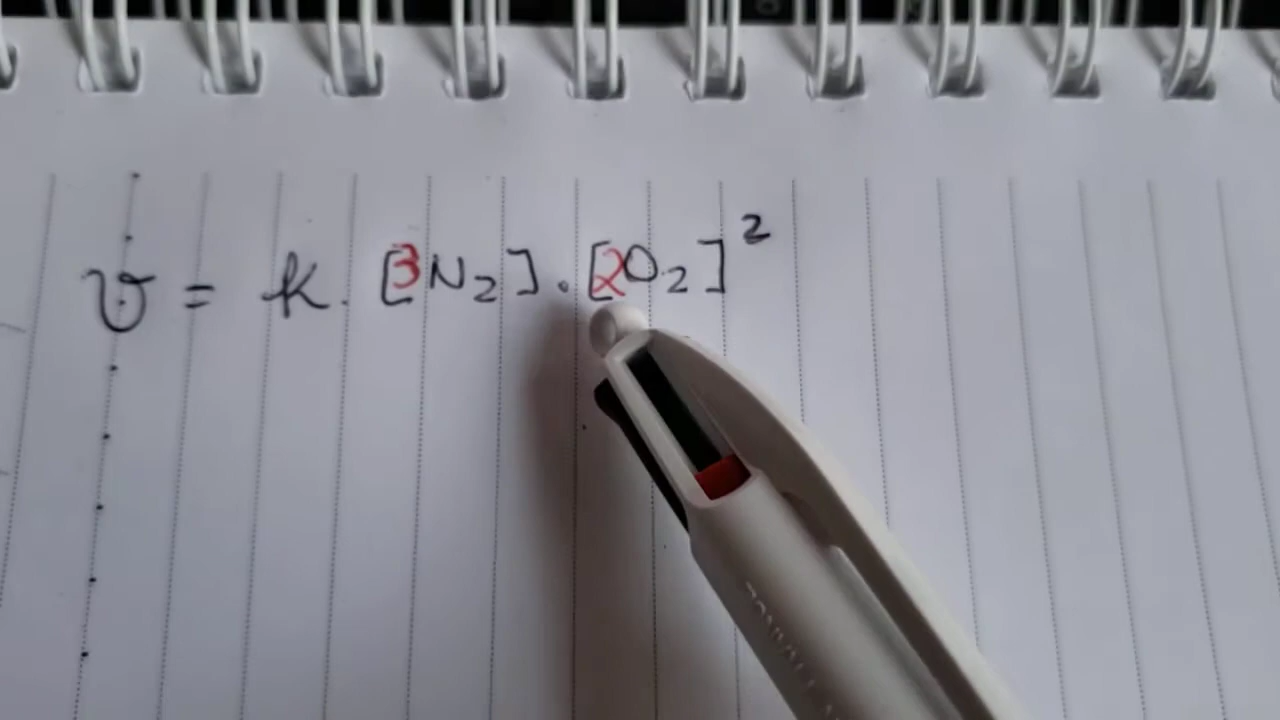 v = k. [3N₂] . [2O₂]²